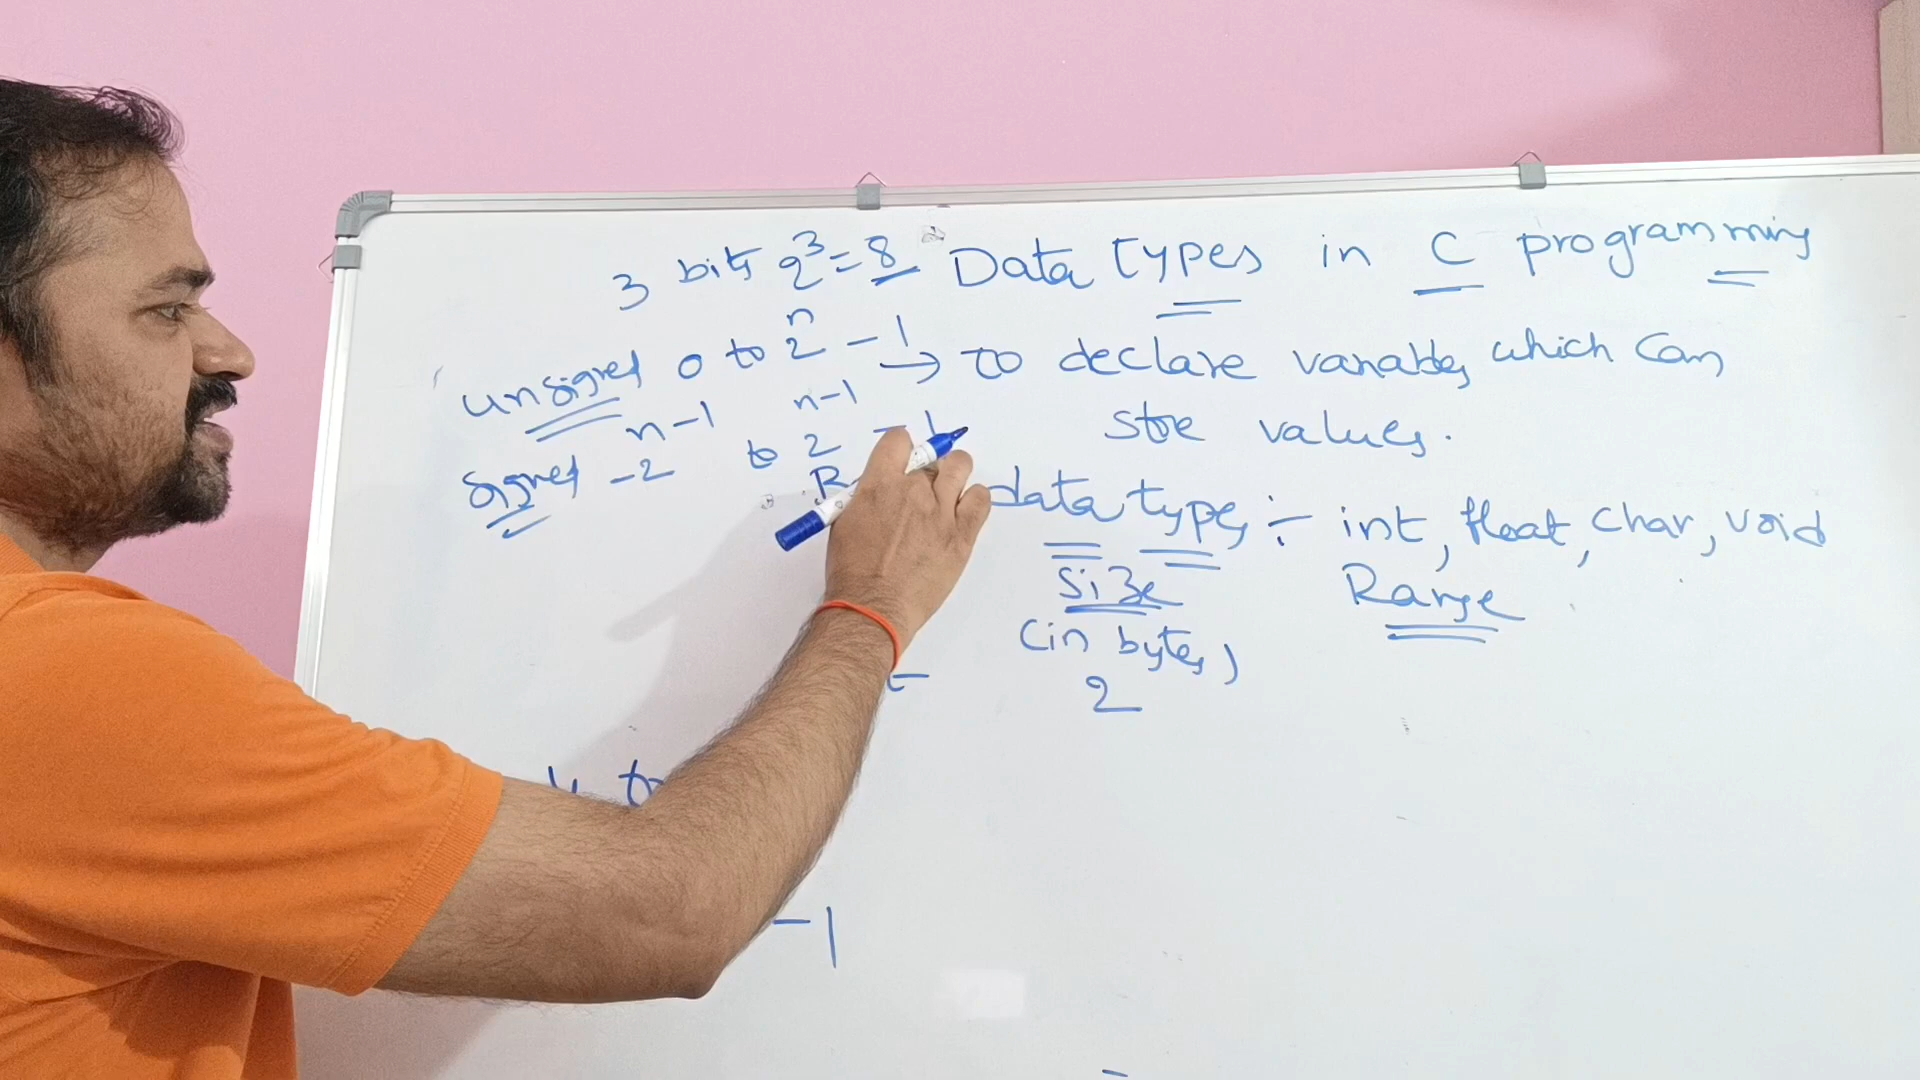 3 bits 2³ = 8 Data types in C programming
unsigned 0 to 2ⁿ - 1 → to declare variables which can
store values.
signed -2ⁿ⁻¹ to 2ⁿ⁻¹ - 1
data types :- int, float, char, void
Size Range
(in bytes)
2
-1